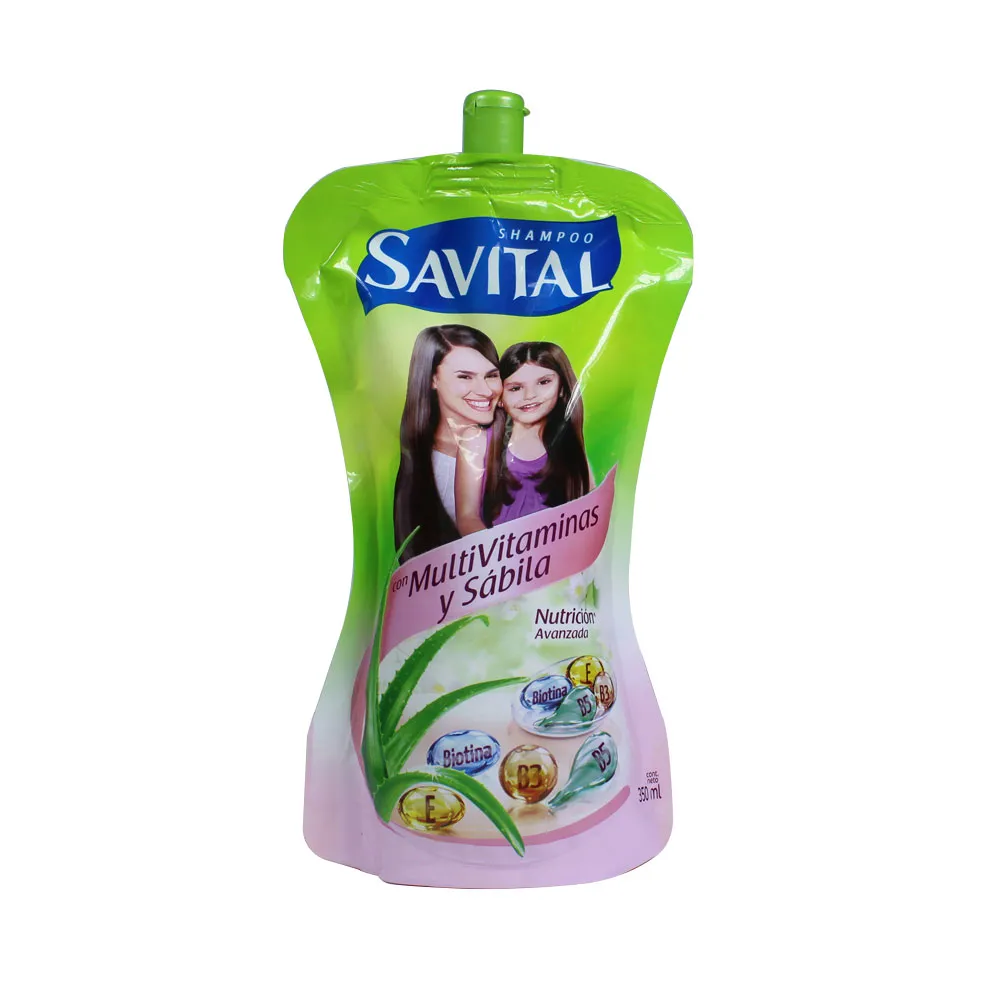 SHAMPOO
SAVITAL
con MultiVitaminas
y Sábila
Nutrición
Avanzada
E
Biotina
B3
B5
Biotina
B3
B5
E
cont.
neto
350 ml